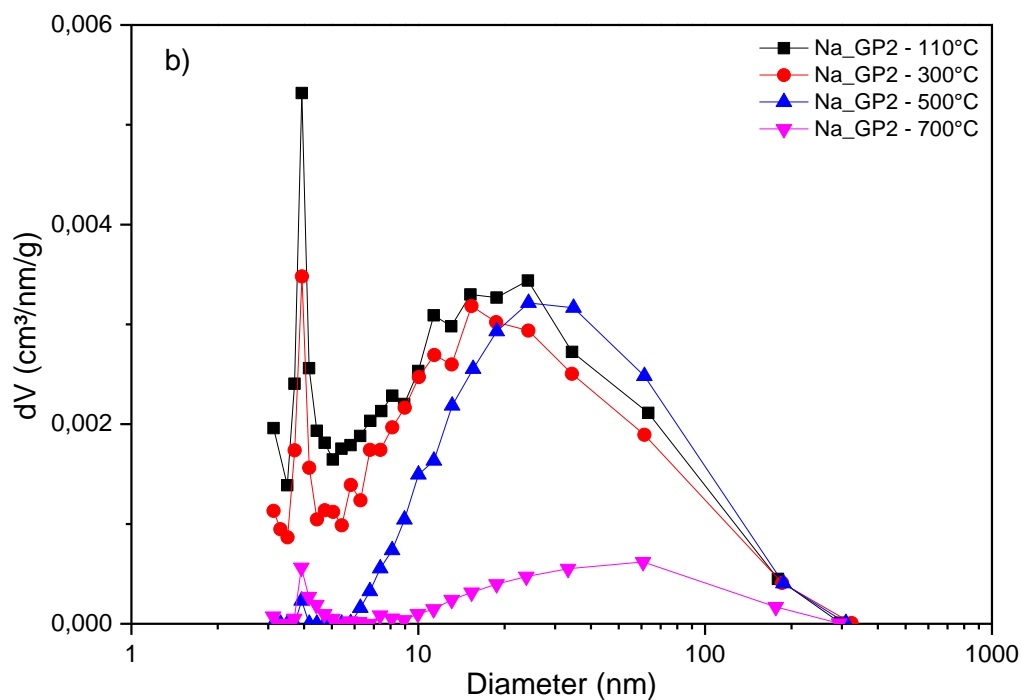 0,006
b)
Na_GP2 - 110°C
Na_GP2 - 300°C
Na_GP2 - 500°C
Na_GP2 - 700°C
0,004
dV (cm³/nm/g)
0,002
0,000
1 10 100 1000
Diameter (nm)